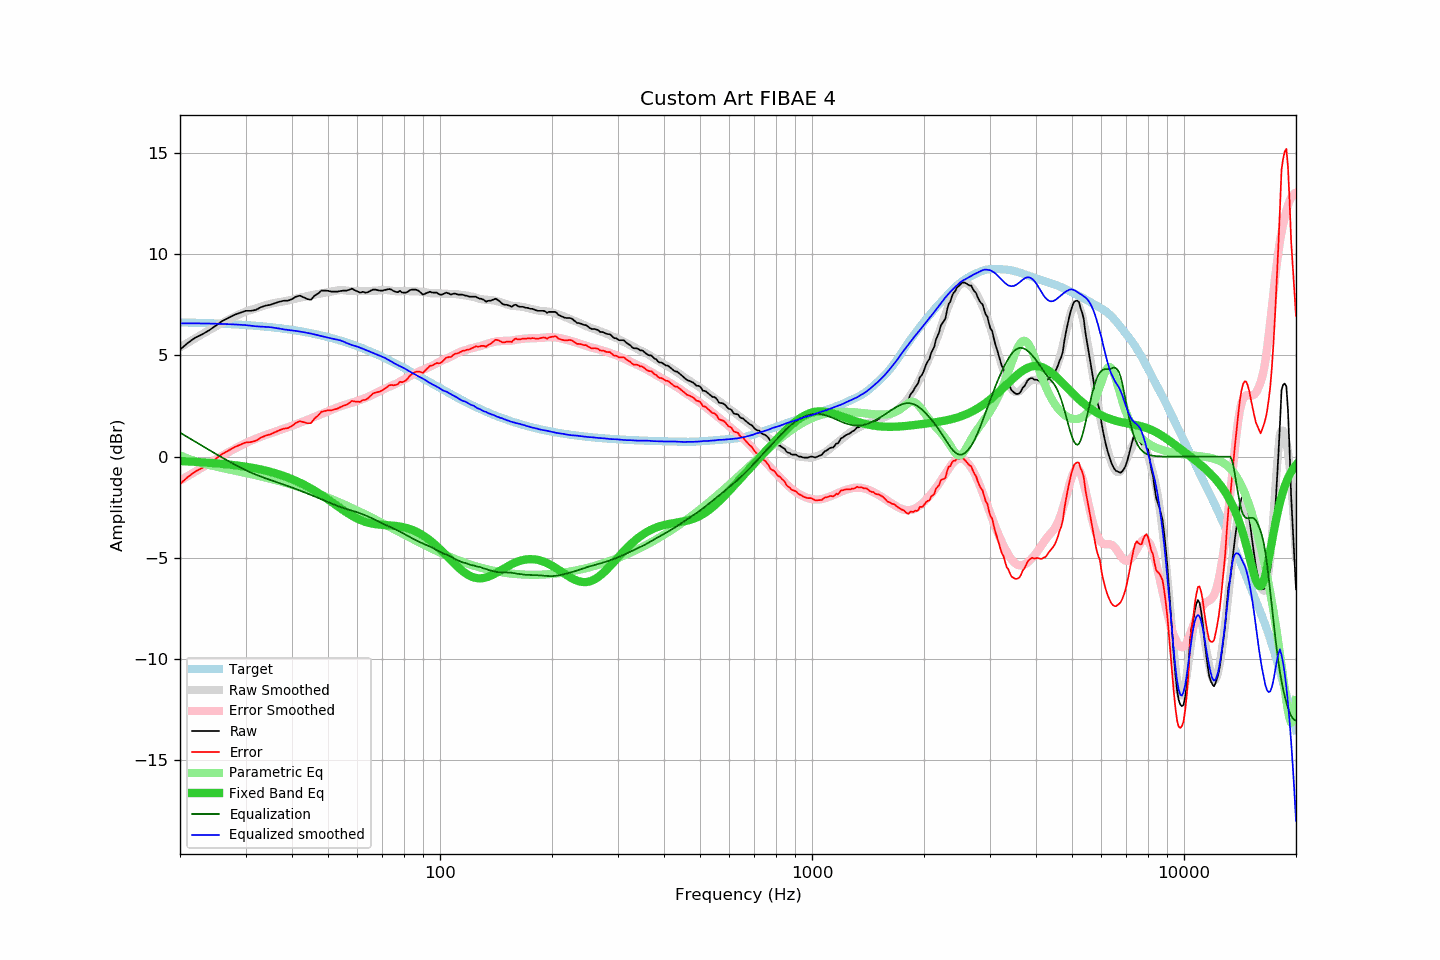 Custom Art FIBAE 4
15
10
5
0
−5
−10
−15
Amplitude (dBr)
Target
Raw Smoothed
Error Smoothed
Raw
Error
Parametric Eq
Fixed Band Eq
Equalization
Equalized smoothed
100 1000 10000
Frequency (Hz)